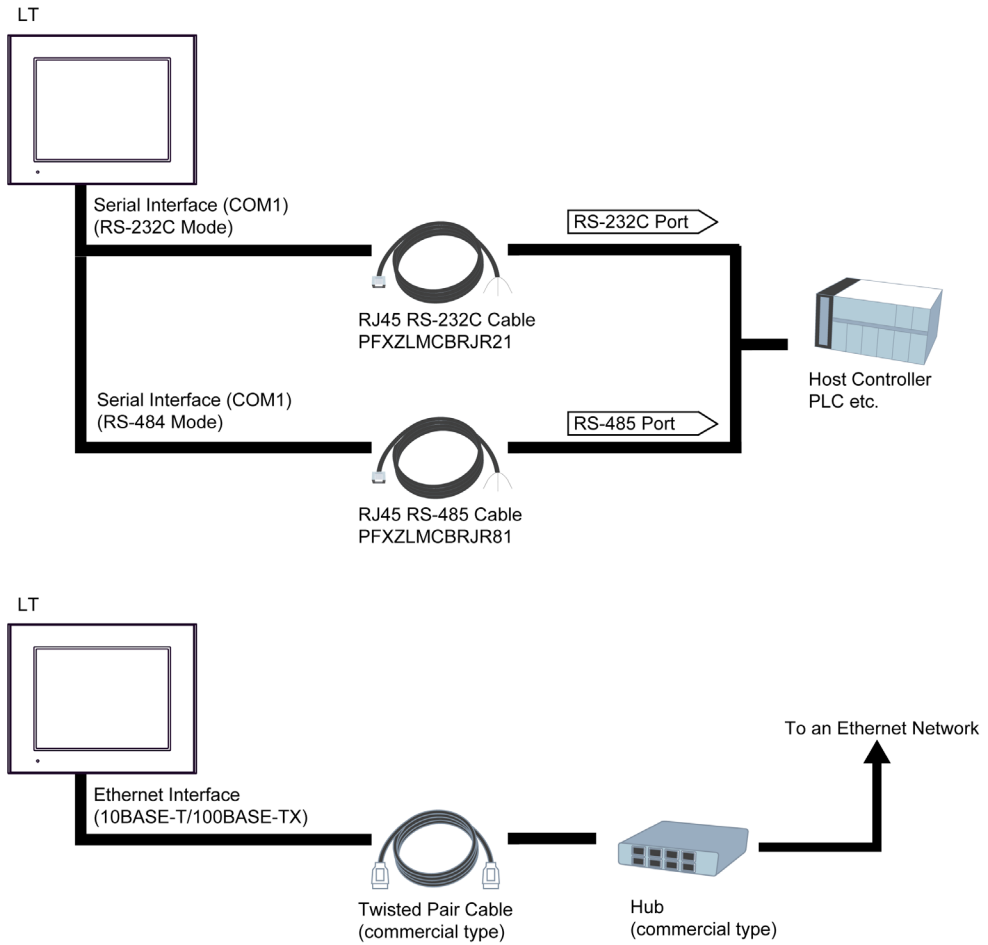 LT
Serial Interface (COM1)
(RS-232C Mode)
RS-232C Port
RJ45 RS-232C Cable
PFXZLMCBRJR21
Host Controller
PLC etc.
Serial Interface (COM1)
(RS-484 Mode)
RS-485 Port
RJ45 RS-485 Cable
PFXZLMCBRJR81
LT
To an Ethernet Network
Ethernet Interface
(10BASE-T/100BASE-TX)
Twisted Pair Cable
(commercial type)
Hub
(commercial type)